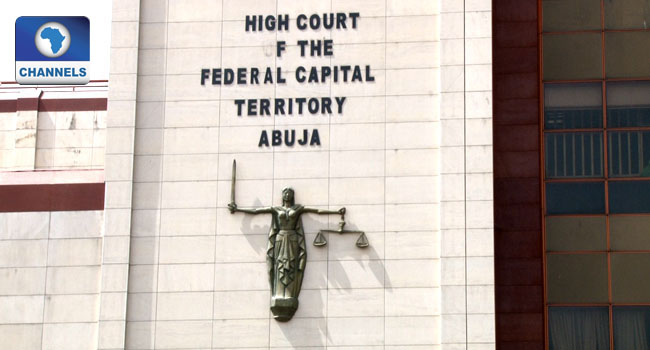 CHANNELS
HIGH COURT
F THE
FEDERAL CAPITAL
TERRITORY
ABUJA